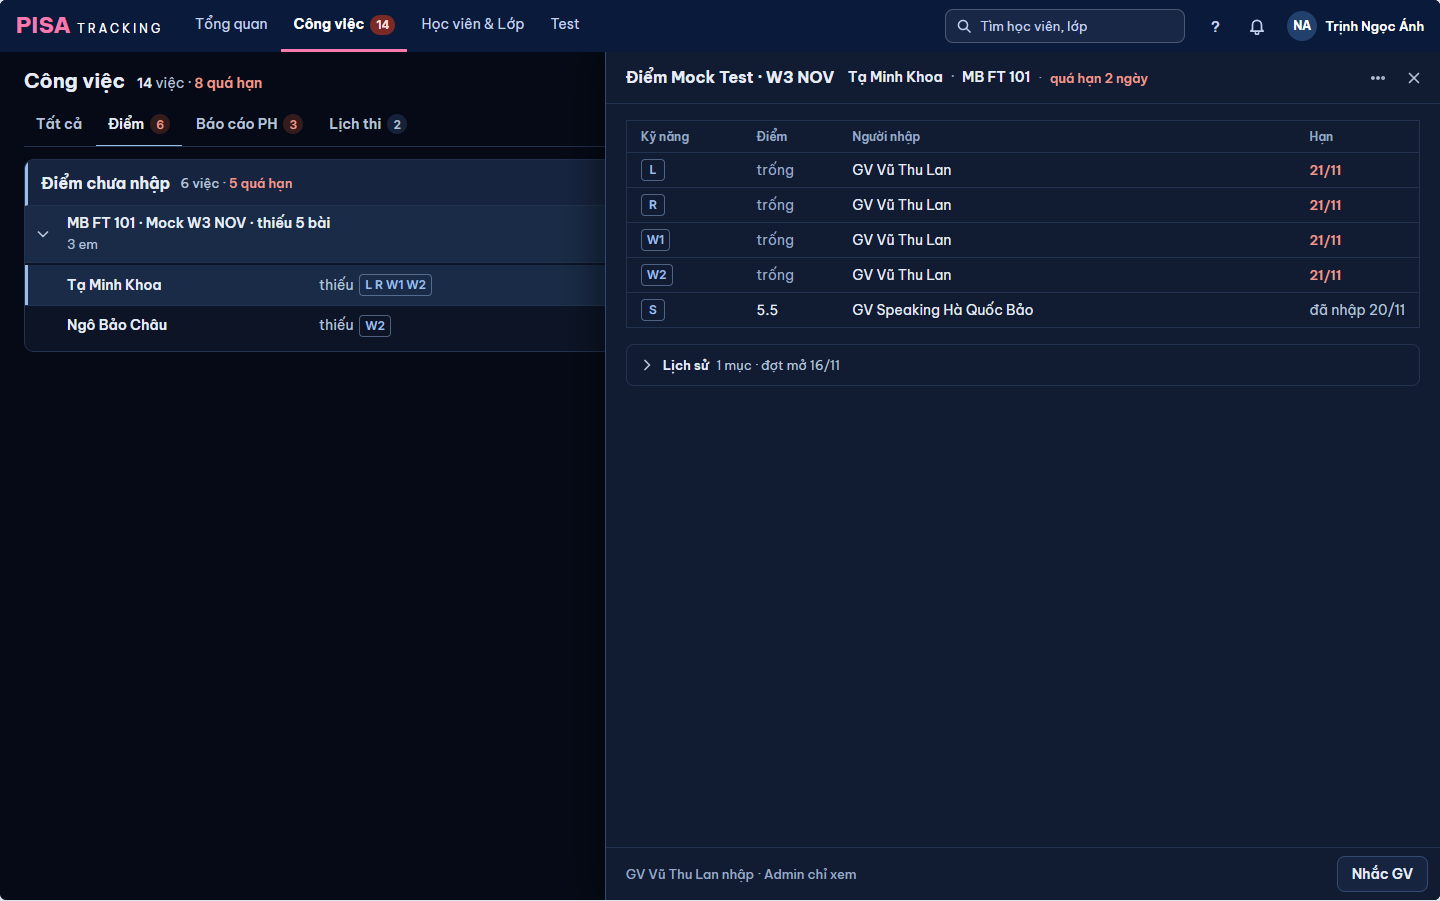 PISA TRACKING Tổng quan Công việc 14 Học viên & Lớp Test Tìm học viên, lớp ? NA Trịnh Ngọc Ánh
Công việc 14 việc · 8 quá hạn
Tất cả Điểm 6 Báo cáo PH 3 Lịch thi 2
Điểm chưa nhập 6 việc · 5 quá hạn
MB FT 101 · Mock W3 NOV · thiếu 5 bài
3 em
Tạ Minh Khoa thiếu L R W1 W2
Ngô Bảo Châu thiếu W2
Điểm Mock Test · W3 NOV Tạ Minh Khoa · MB FT 101 · quá hạn 2 ngày
Kỹ năng Điểm Người nhập Hạn
L trống GV Vũ Thu Lan 21/11
R trống GV Vũ Thu Lan 21/11
W1 trống GV Vũ Thu Lan 21/11
W2 trống GV Vũ Thu Lan 21/11
S 5.5 GV Speaking Hà Quốc Bảo đã nhập 20/11
Lịch sử 1 mục · đợt mở 16/11
GV Vũ Thu Lan nhập · Admin chỉ xem Nhắc GV